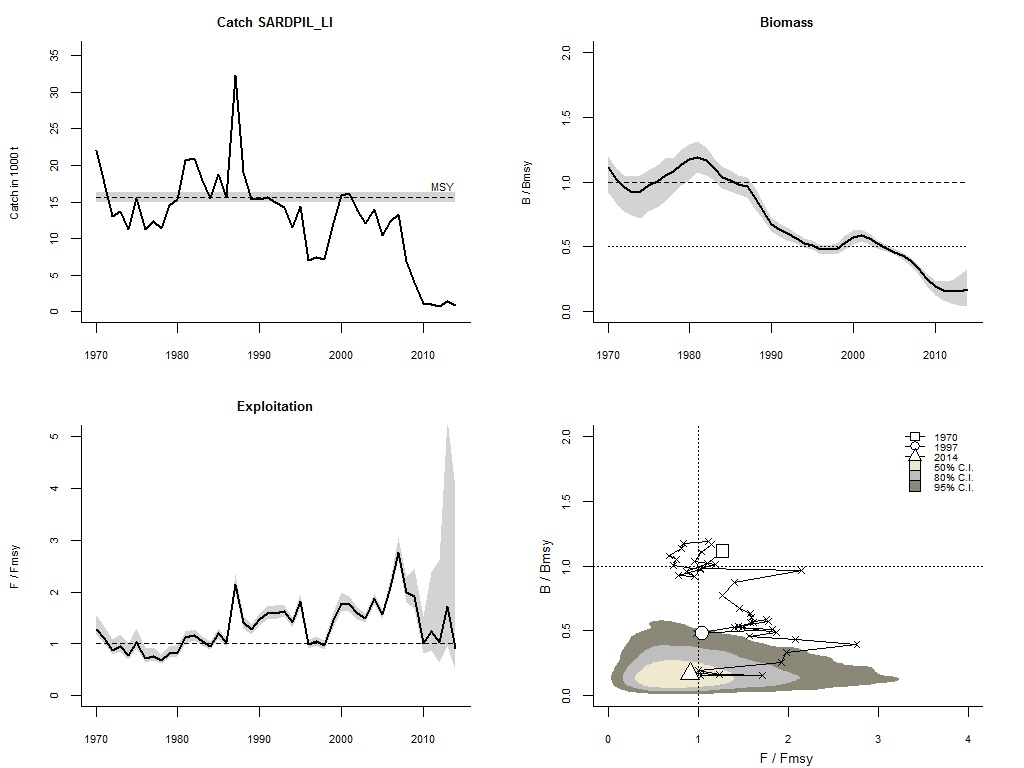 Catch SARDPIL_LI
Catch in 1000 t
35
30
25
20
15
10
5
0
MSY
1970 1980 1990 2000 2010
Biomass
B / Bmsy
2.0
1.5
1.0
0.5
0.0
1970 1980 1990 2000 2010
Exploitation
F / Fmsy
5
4
3
2
1
0
1970 1980 1990 2000 2010
B / Bmsy
2.0
1.5
1.0
0.5
0.0
1970
1997
2014
50% C.I.
80% C.I.
95% C.I.
0 1 2 3 4
F / Fmsy